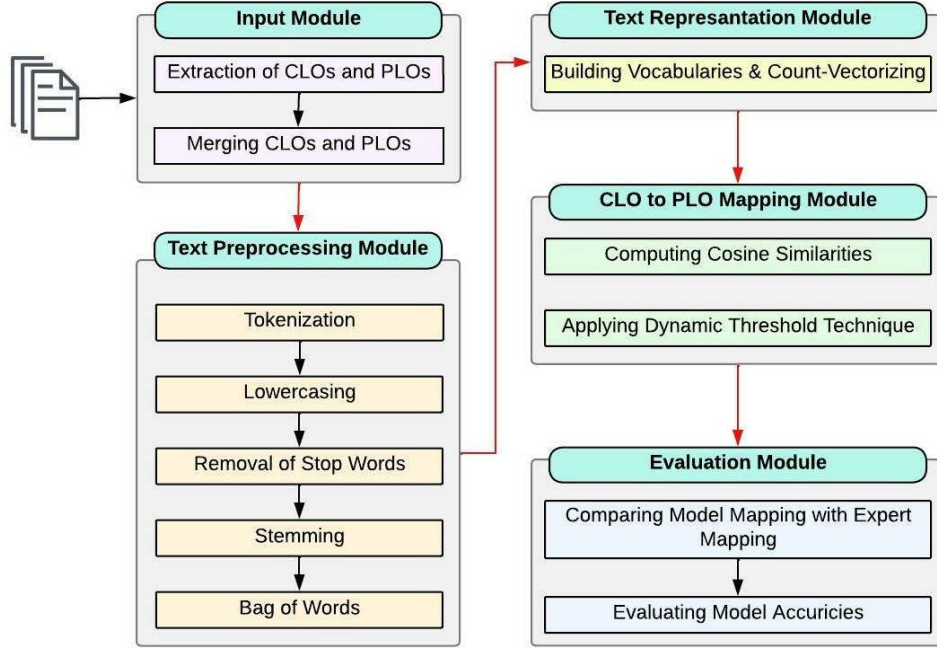 Input Module
Extraction of CLOs and PLOs
Merging CLOs and PLOs
Text Preprocessing Module
Tokenization
Lowercasing
Removal of Stop Words
Stemming
Bag of Words
Text Represantation Module
Building Vocabularies & Count-Vectorizing
CLO to PLO Mapping Module
Computing Cosine Similarities
Applying Dynamic Threshold Technique
Evaluation Module
Comparing Model Mapping with Expert
Mapping
Evaluating Model Accuricies